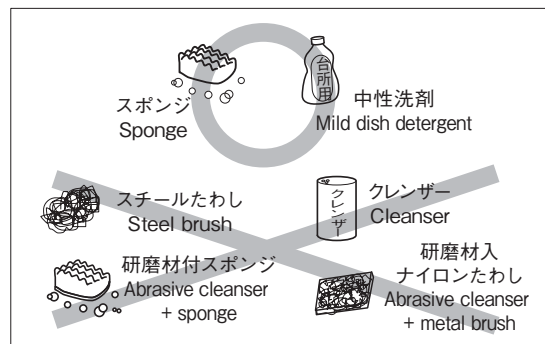 台所用
スポンジ
Sponge
中性洗剤
Mild dish detergent
スチールたわし
Steel brush
クレンザー
クレンザー
Cleanser
研磨材付スポンジ
Abrasive cleanser
+ sponge
研磨材入
ナイロンたわし
Abrasive cleanser
+ metal brush